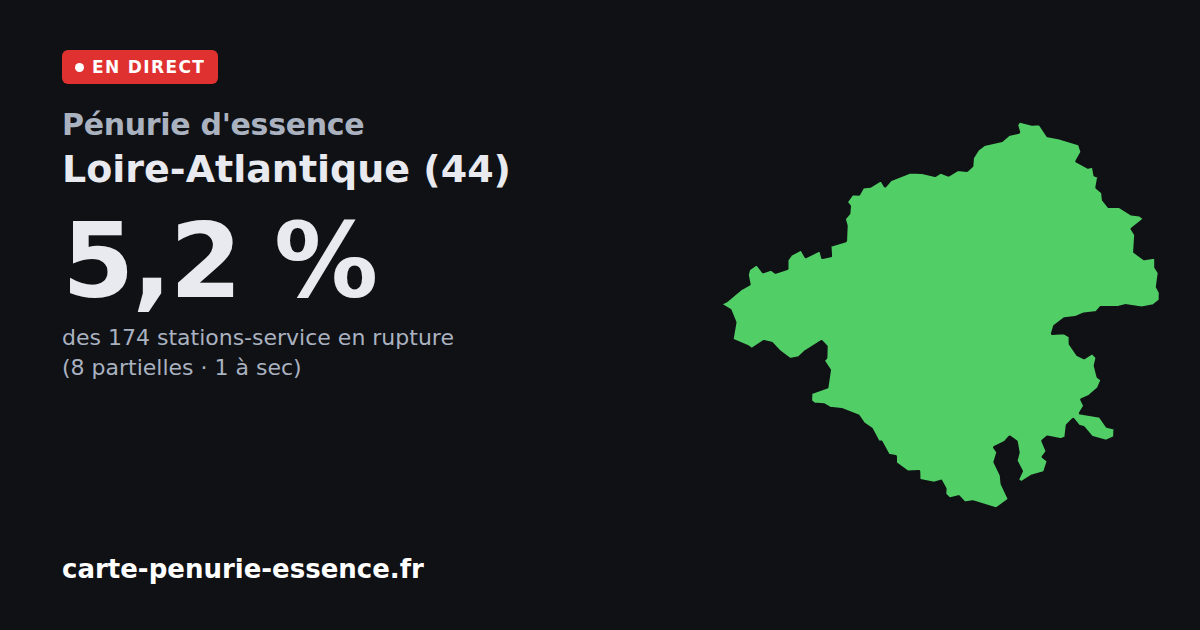 EN DIRECT
Pénurie d'essence
Loire-Atlantique (44)
5,2 %
des 174 stations-service en rupture
(8 partielles · 1 à sec)
carte-penurie-essence.fr